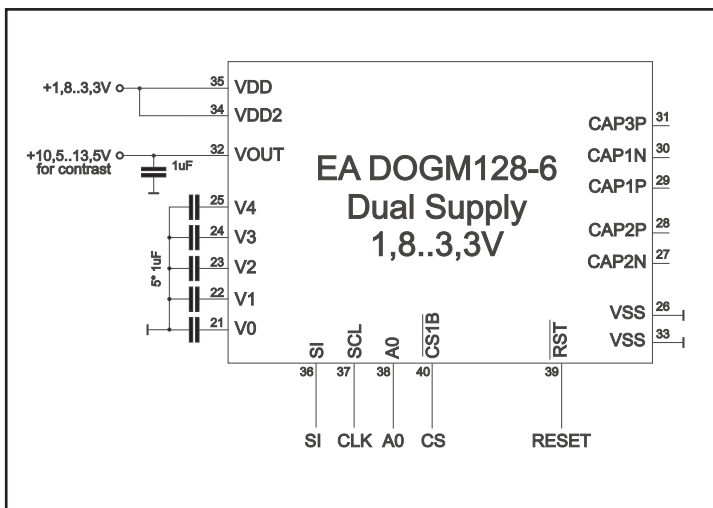 +1,8..3,3V
35
VDD
34
VDD2
+10,5..13,5V
for contrast
1uF
32
VOUT
25
V4
24
V3
23
V2
22
V1
21
V0
5* 1uF
EA DOGM128-6
Dual Supply
1,8..3,3V
CAP3P
31
CAP1N
30
CAP1P
29
CAP2P
28
CAP2N
27
VSS
26
VSS
33
SI
SCL
A0
CS1B
RST
36
37
38
40
39
SI
CLK
A0
CS
RESET